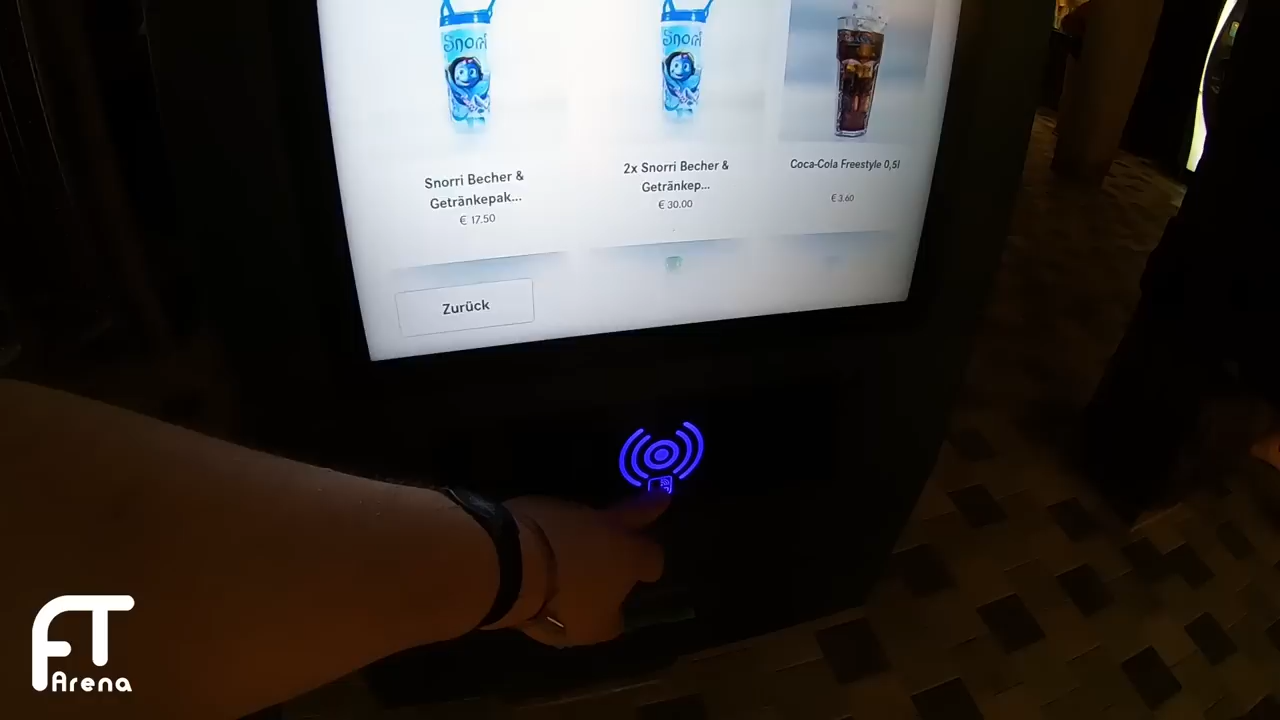 Snorri
Snorri
Snorri Becher &
Getränkepak...
€ 17.50
2x Snorri Becher &
Getränkep...
€ 30.00
Coca-Cola Freestyle 0,5l
€ 3.60
Zurück
FT
Arena